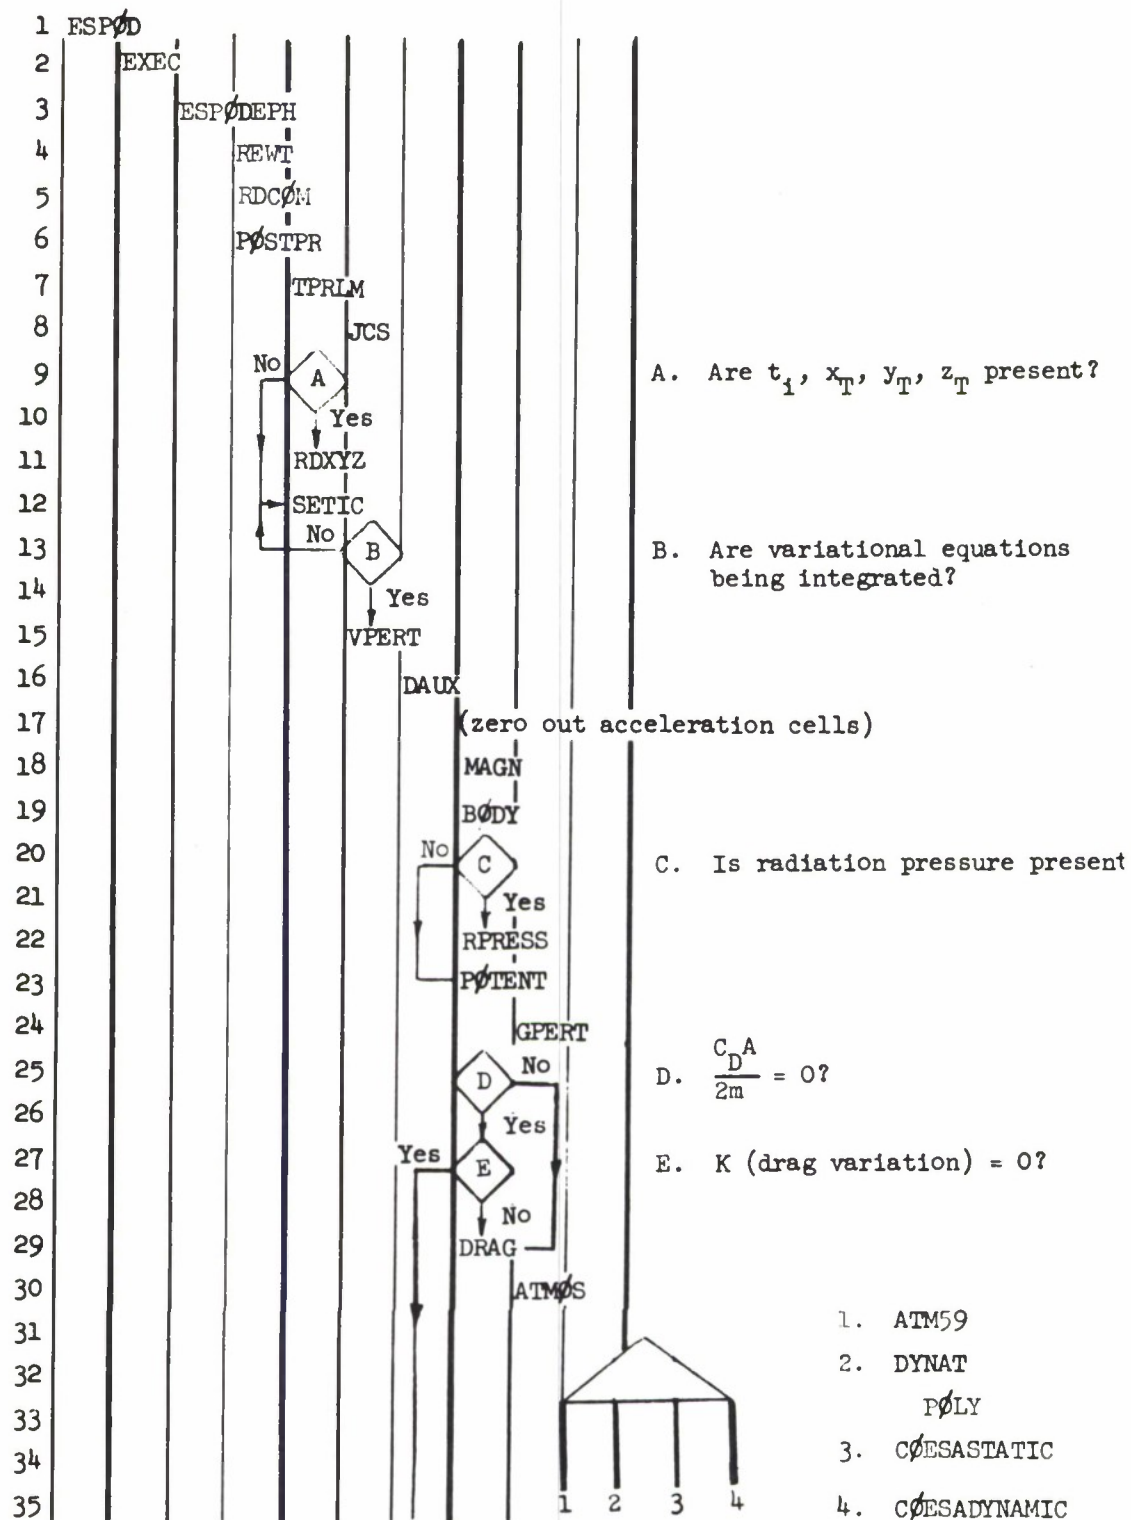 1 ESPØD
2 EXEC
3 ESPØDEPH
4 REWT
5 RDCØM
6 PØSTPR
7 TPRLM
8 JCS
No
9 A A. Are t_i, x_T, y_T, z_T present?
10 Yes
11 RDXYZ
12 SETIC
No
13 B B. Are variational equations
being integrated?
14 Yes
15 VPERT
16 DAUX
17 (zero out acceleration cells)
18 MAGN
19 BØDY
20 No C C. Is radiation pressure present
21 Yes
22 RPRESS
23 PØTENT
24 GPERT
25 D No D. C_D A / 2m = 0?
26 Yes
27 Yes E E. K (drag variation) = 0?
28 No
29 DRAG
30 ATMØS
31 1. ATM59
32 2. DYNAT
33 PØLY
34 3. CØESASTATIC
35 1 2 3 4 4. CØESADYNAMIC